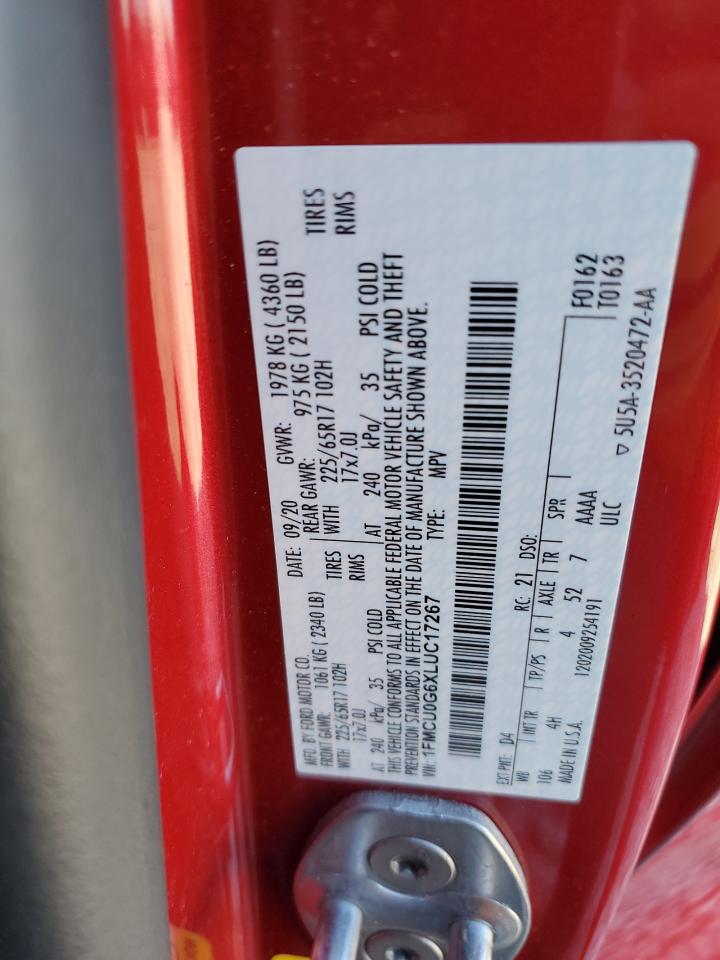 MFD. BY FORD MOTOR CO. DATE: 09/20 GVWR: 1978 KG ( 4360 LB)
FRONT GAWR: 1061 KG ( 2340 LB) REAR GAWR: 975 KG ( 2150 LB)
WITH 225/65R17 102H TIRES WITH 225/65R17 102H TIRES
17x7.0J RIMS 17x7.0J RIMS
AT 240 kPa/ 35 PSI COLD AT 240 kPa/ 35 PSI COLD
THIS VEHICLE CONFORMS TO ALL APPLICABLE FEDERAL MOTOR VEHICLE SAFETY AND THEFT
PREVENTION STANDARDS IN EFFECT ON THE DATE OF MANUFACTURE SHOWN ABOVE.
VIN: 1FMCU0G6XLUC17267 TYPE: MPV
EXT PNT: D4 RC: 21 DSO: F0162
WB INT TR TP/PS R AXLE TR SPR T0163
106 4H 4 52 7 AAAA
MADE IN U.S.A. 1202009254191 ULC
▽ 5U5A-3520472-AA